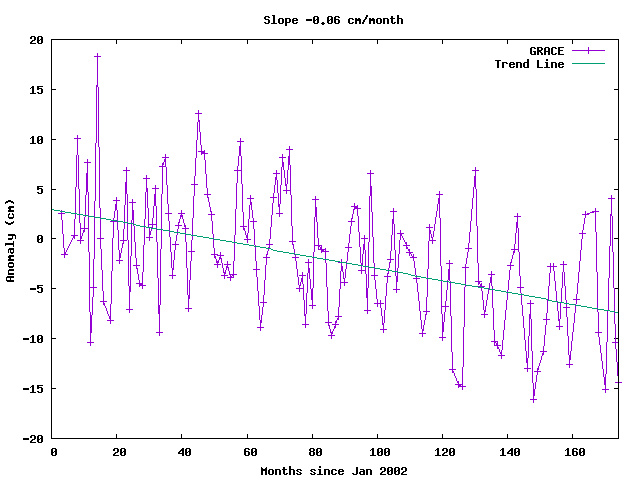 Slope -0.06 cm/month
GRACE
Trend Line
Anomaly (cm)
20
15
10
5
0
-5
-10
-15
-20
0 20 40 60 80 100 120 140 160
Months since Jan 2002